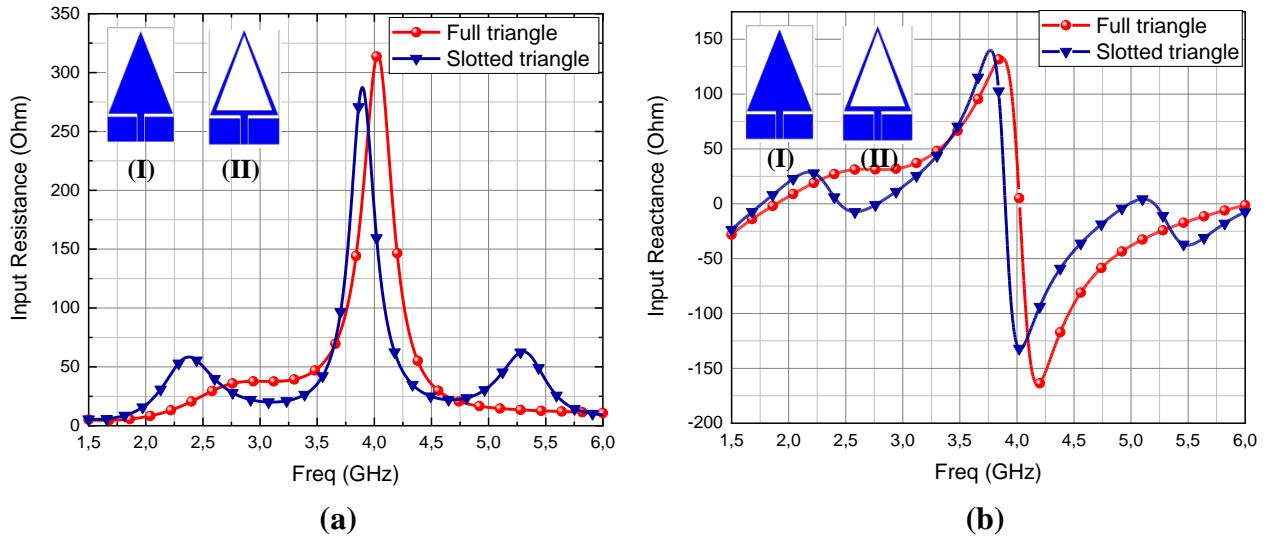 Input Resistance (Ohm)
350
300
250
200
150
100
50
0
1,5 2,0 2,5 3,0 3,5 4,0 4,5 5,0 5,5 6,0
Freq (GHz)
Full triangle
Slotted triangle
(I) (II)
(a)
Input Reactance (Ohm)
150
100
50
0
-50
-100
-150
-200
1,5 2,0 2,5 3,0 3,5 4,0 4,5 5,0 5,5 6,0
Freq (GHz)
Full triangle
Slotted triangle
(I) (II)
(b)